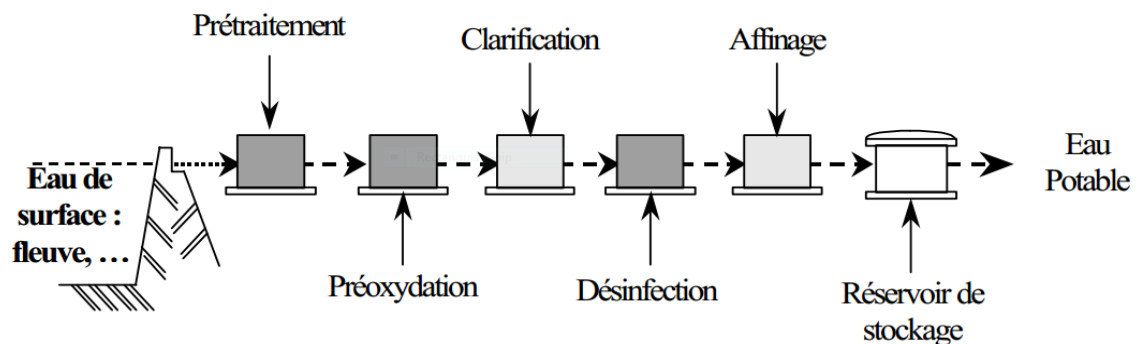 Prétraitement
Clarification
Affinage
Eau de
surface :
fleuve, …
Eau
Potable
Préoxydation
Désinfection
Réservoir de
stockage